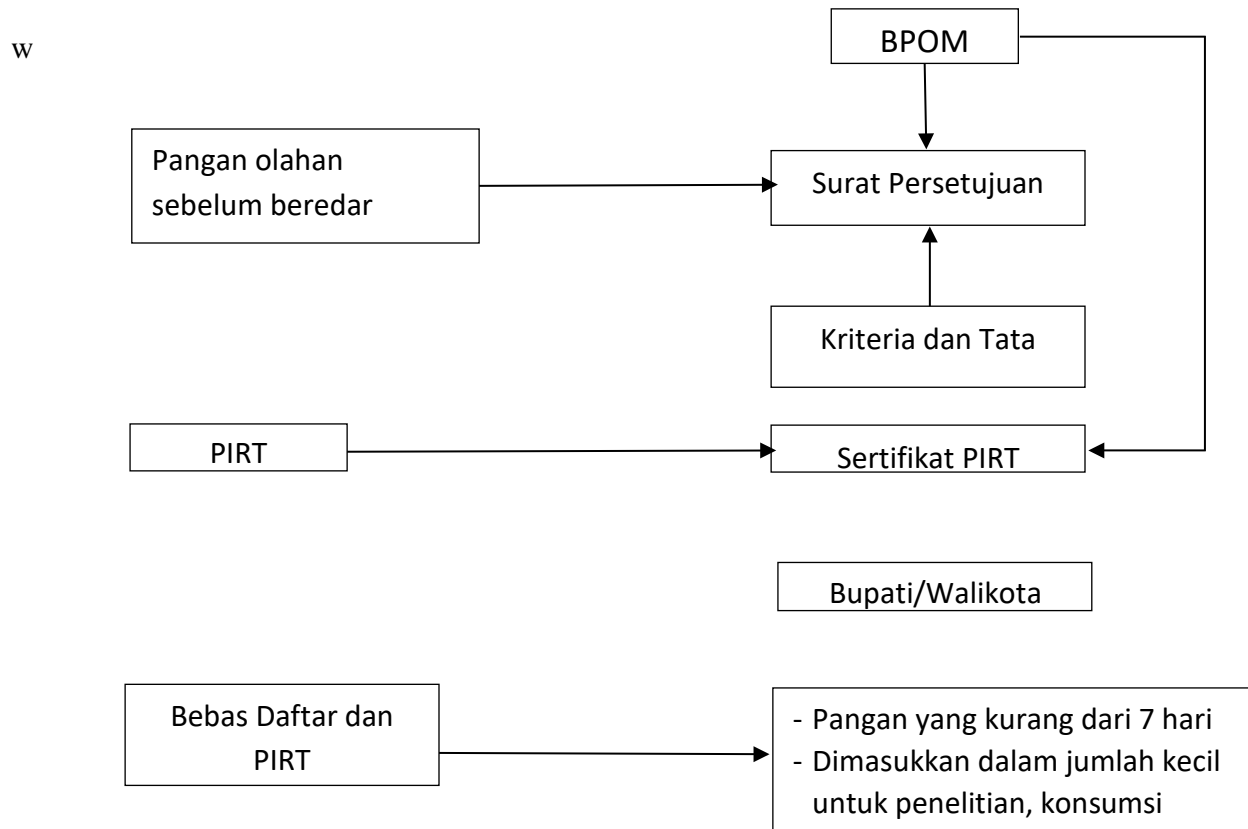 w
BPOM
Pangan olahan
sebelum beredar
Surat Persetujuan
Kriteria dan Tata
PIRT
Sertifikat PIRT
Bupati/Walikota
Bebas Daftar dan
PIRT
- Pangan yang kurang dari 7 hari
- Dimasukkan dalam jumlah kecil
untuk penelitian, konsumsi